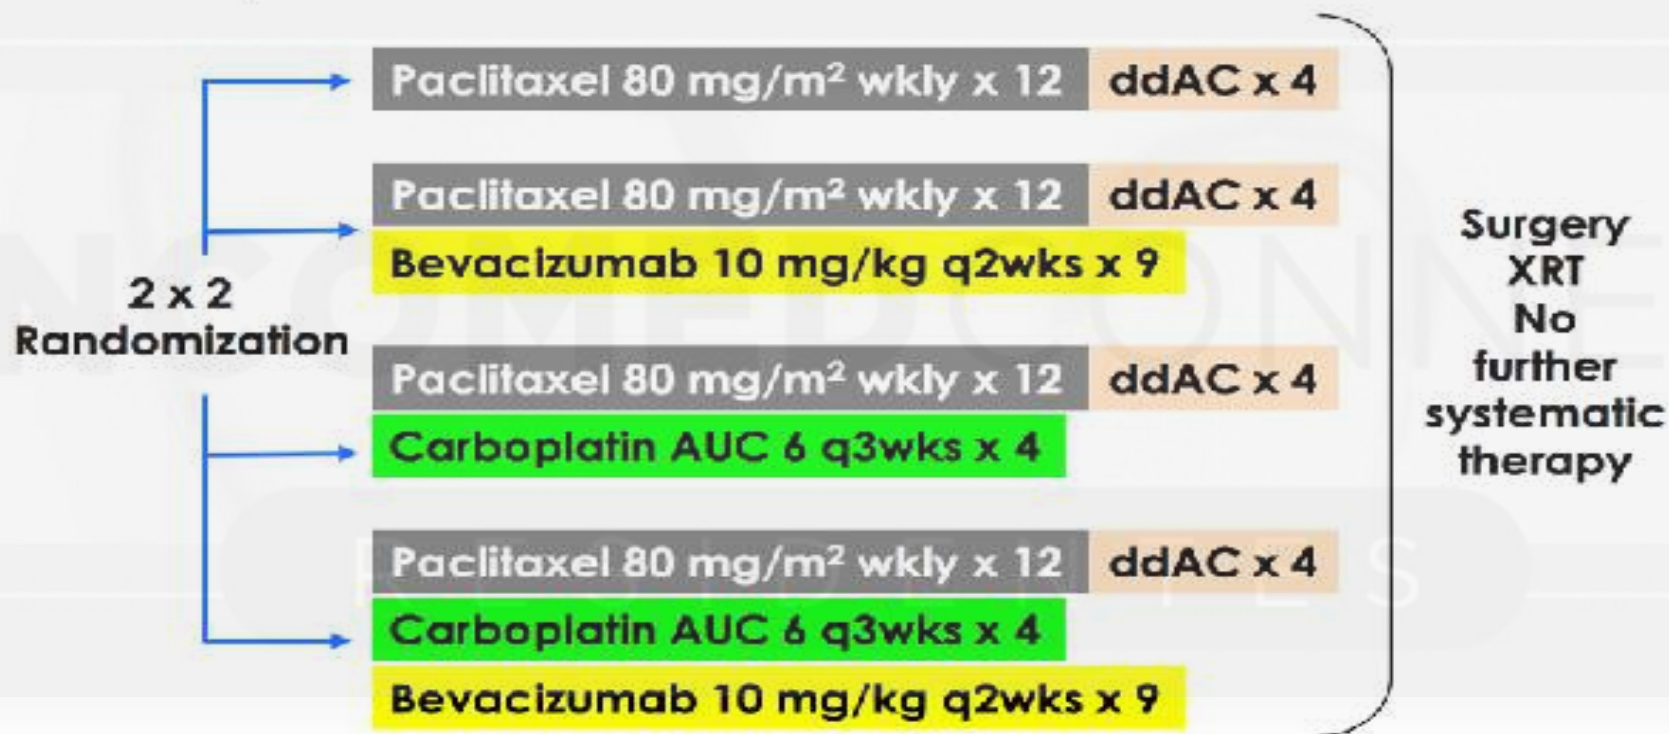 2 x 2
Randomization
Paclitaxel 80 mg/m² wkly x 12 ddAC x 4
Paclitaxel 80 mg/m² wkly x 12 ddAC x 4
Bevacizumab 10 mg/kg q2wks x 9
Paclitaxel 80 mg/m² wkly x 12 ddAC x 4
Carboplatin AUC 6 q3wks x 4
Paclitaxel 80 mg/m² wkly x 12 ddAC x 4
Carboplatin AUC 6 q3wks x 4
Bevacizumab 10 mg/kg q2wks x 9
Surgery
XRT
No
further
systematic
therapy